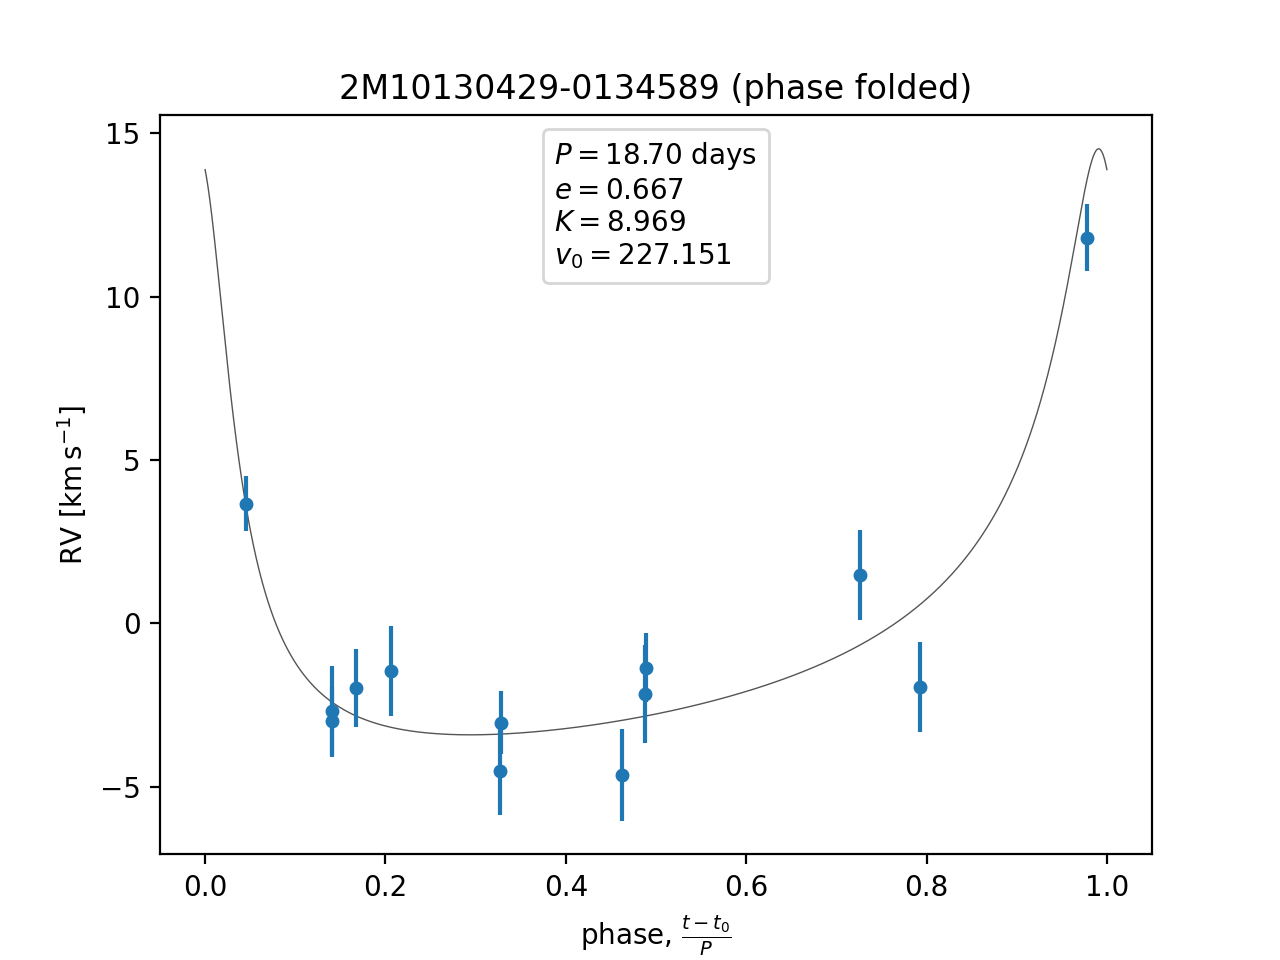 2M10130429-0134589 (phase folded)
P = 18.70 days
e = 0.667
K = 8.969
v₀ = 227.151
RV [km s⁻¹]
15
10
5
0
−5
0.0 0.2 0.4 0.6 0.8 1.0
phase, (t − t₀)/P